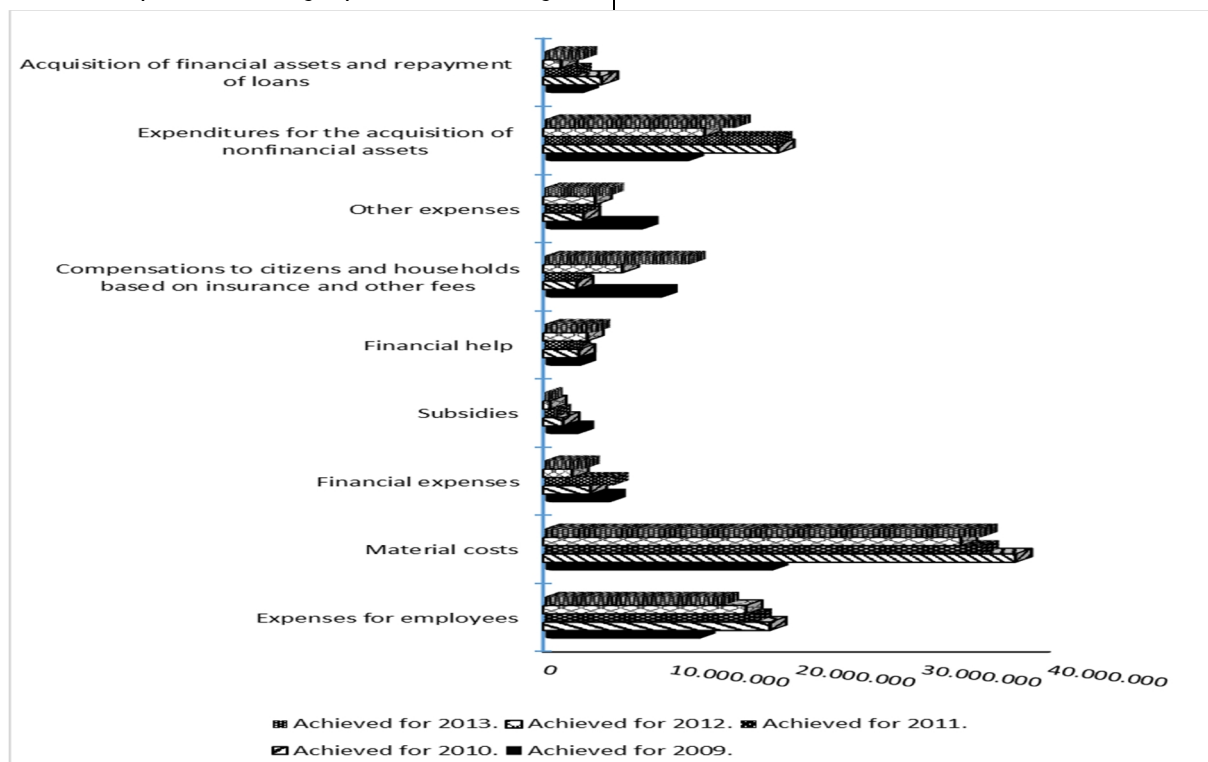 Acquisition of financial assets and repayment
of loans
Expenditures for the acquisition of
nonfinancial assets
Other expenses
Compensations to citizens and households
based on insurance and other fees
Financial help
Subsidies
Financial expenses
Material costs
Expenses for employees
0 10.000.000 20.000.000 30.000.000 40.000.000
Achieved for 2013. Achieved for 2012. Achieved for 2011.
Achieved for 2010. Achieved for 2009.